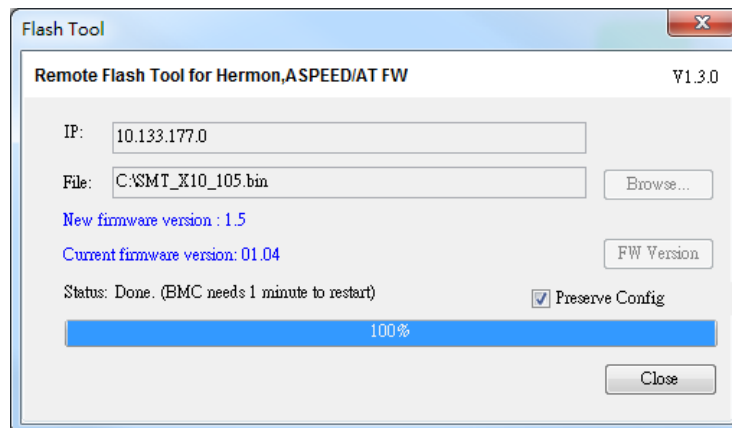 Flash Tool
Remote Flash Tool for Hermon,ASPEED/AT FW V1.3.0
IP: 10.133.177.0
File: C:\SMT_X10_105.bin Browse...
New firmware version : 1.5
Current firmware version: 01.04 FW Version
Status: Done. (BMC needs 1 minute to restart) Preserve Config
100%
Close